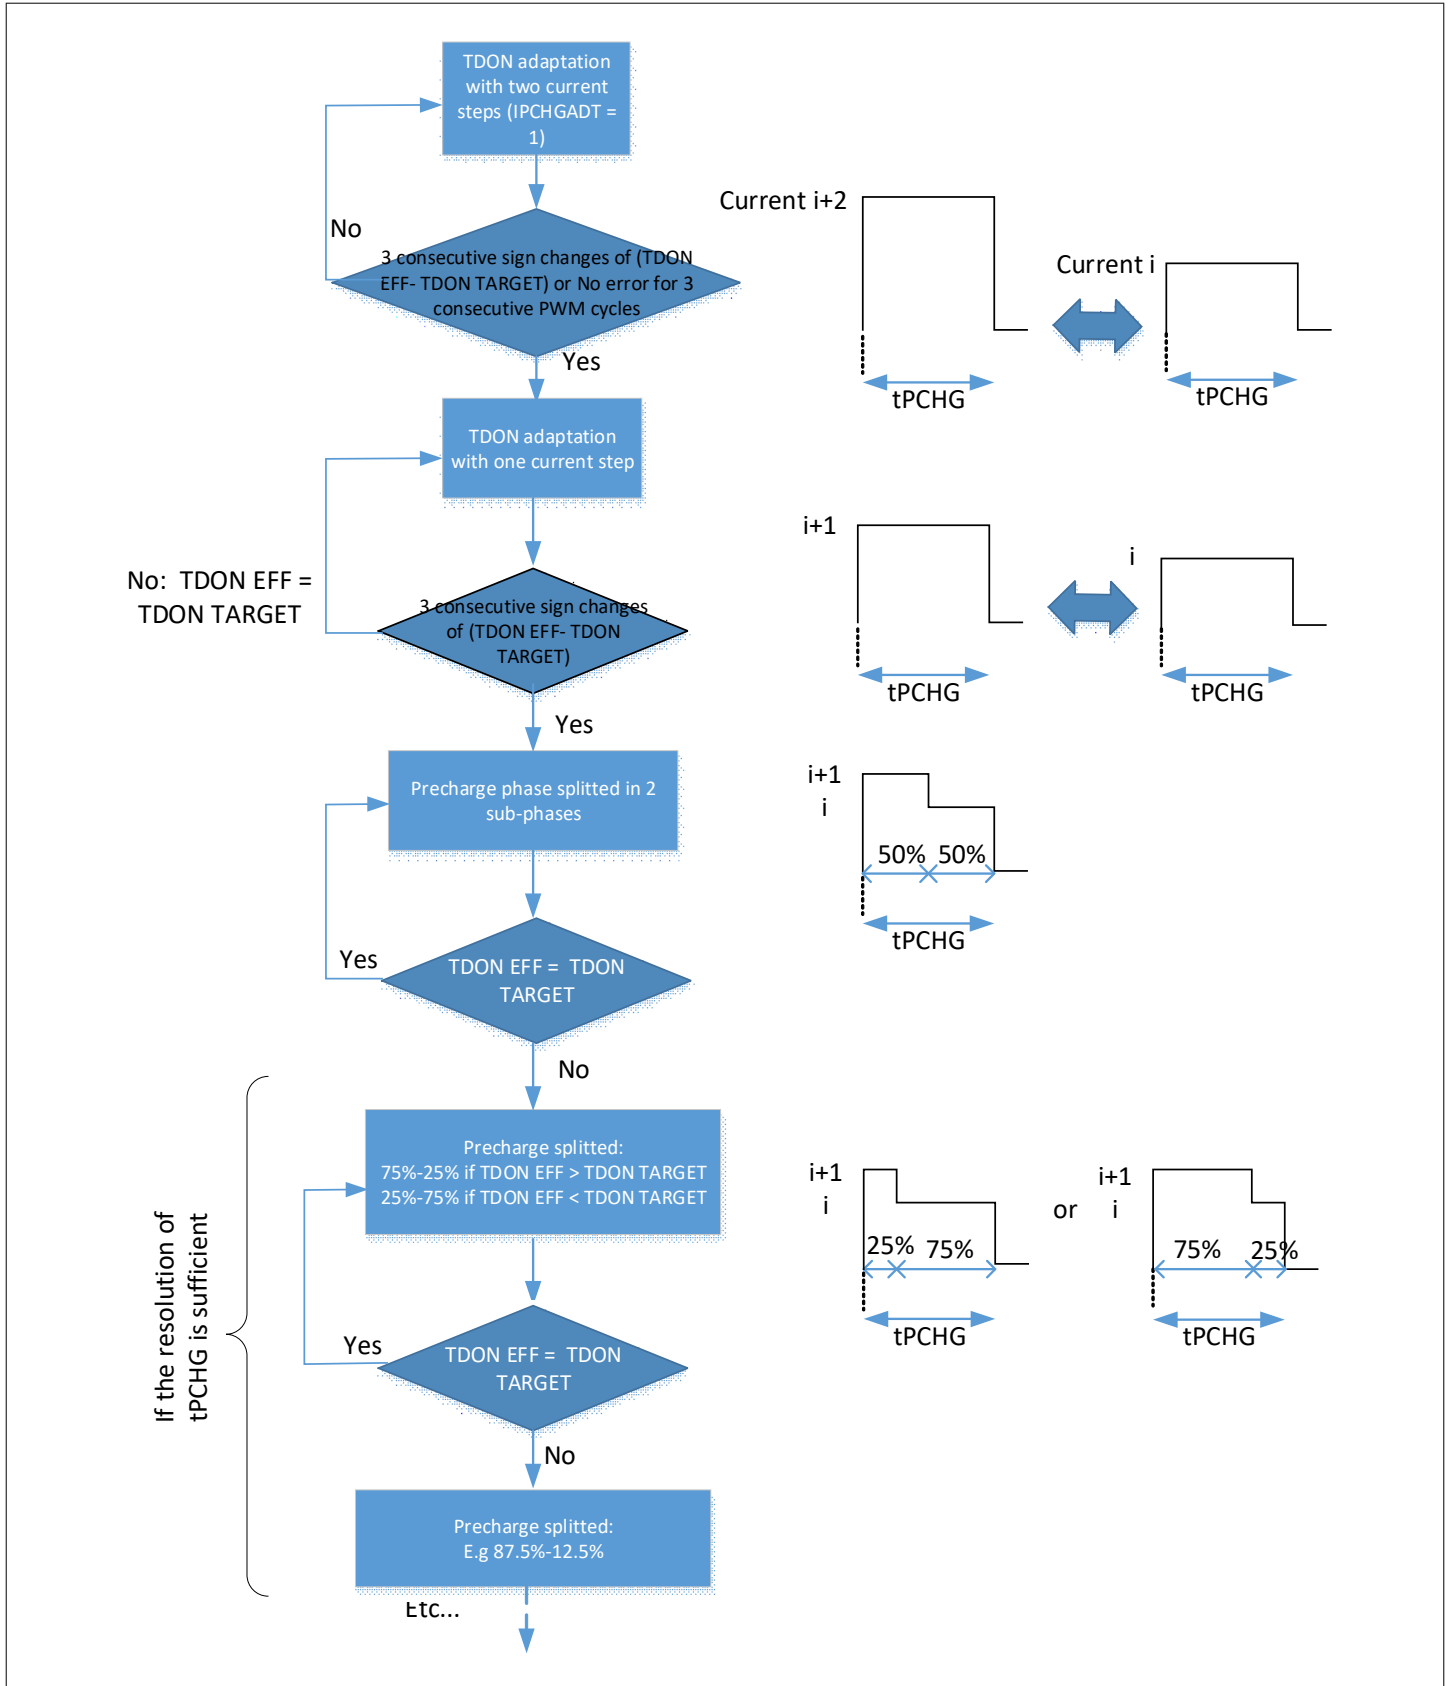 TDON adaptation
with two current
steps (IPCHGADT =
1)
No
3 consecutive sign changes of (TDON
EFF- TDON TARGET) or No error for 3
consecutive PWM cycles
Yes
Current i+2
tPCHG
Current i
tPCHG
TDON adaptation
with one current step
No:  TDON EFF =
TDON TARGET
3 consecutive sign changes
of (TDON EFF- TDON
TARGET)
Yes
i+1
tPCHG
i
tPCHG
Precharge phase splitted in 2
sub-phases
i+1
i
50%
50%
tPCHG
Yes
TDON EFF =  TDON
TARGET
No
If the resolution of
tPCHG is sufficient
Precharge splitted:
75%-25% if TDON EFF > TDON TARGET
25%-75% if TDON EFF < TDON TARGET
i+1
i
25%
75%
tPCHG
or
i+1
i
75%
25%
tPCHG
Yes
TDON EFF =  TDON
TARGET
No
Precharge splitted:
E.g 87.5%-12.5%
Etc...